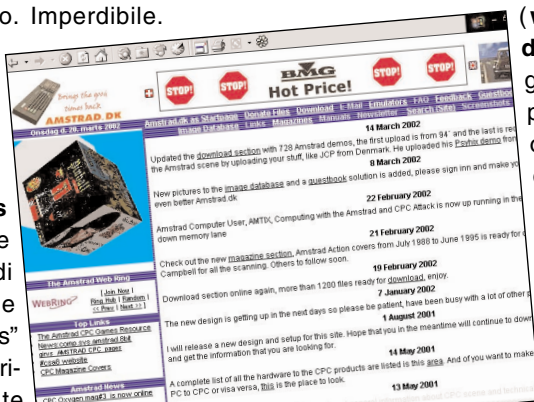 o. Imperdibile.
(
d
g
p
c
s
e
di
e
s"
ri-
te
Brings the good times back
AMSTRAD.DK
Onsdag d. 20. marts 2002
STOP!
STOP!
BMG
Hot Price!
STOP!
STOP!
Amstrad.dk as Startpage Donate Files Download E-Mail Emulators FAQ Feedback Guestbook
Image Database Links Magazines Manuals Newsletter Search (Site) Screenshots
14 March 2002
Updated the download section with 728 Amstrad demos, the first upload is from 94´ and the last is
the Amstrad scene by uploading your stuff, like JCP from Denmark. He uploaded his Psyhix demo from
8 March 2002
New pictures to the image database and a guestbook solution is added, please sign inn and make
even better Amstrad.dk
22 February 2002
Amstrad Computer User, AMTIX, Computing with the Amstrad and CPC Attack is now up running in the
down memory lane
21 February 2002
Check out the new magazine section, Amstrad Action covers from July 1988 to June 1995 is ready for
Campbell for all the scanning. Others to follow soon.
19 February 2002
Download section online again, more than 1200 files ready for download, enjoy.
7 January 2002
The new design is getting up in the next days so please be patient, have been busy with a lot of other
1 August 2001
I will release a new design and setup for this site. Hope that you in the meantime will continue to
and get the information that you are looking for.
14 May 2001
A complete list of all the hardware to the CPC products are listed is this area. And of you want to make
PC to CPC or visa versa, this is the place to look.
13 May 2001
The Amstrad Web Ring
WEBRING
[ Join Now |
Ring Hub | Random |
<< Prev | Next >> ]
Top Links
The Amstrad CPC Games Resource
News:comp.sys.amstrad.8bit
AMSTRAD CPC pages
#csa8 website
CPC Magazine Covers
Amstrad News
CPC Oxygen mag#3 is now online